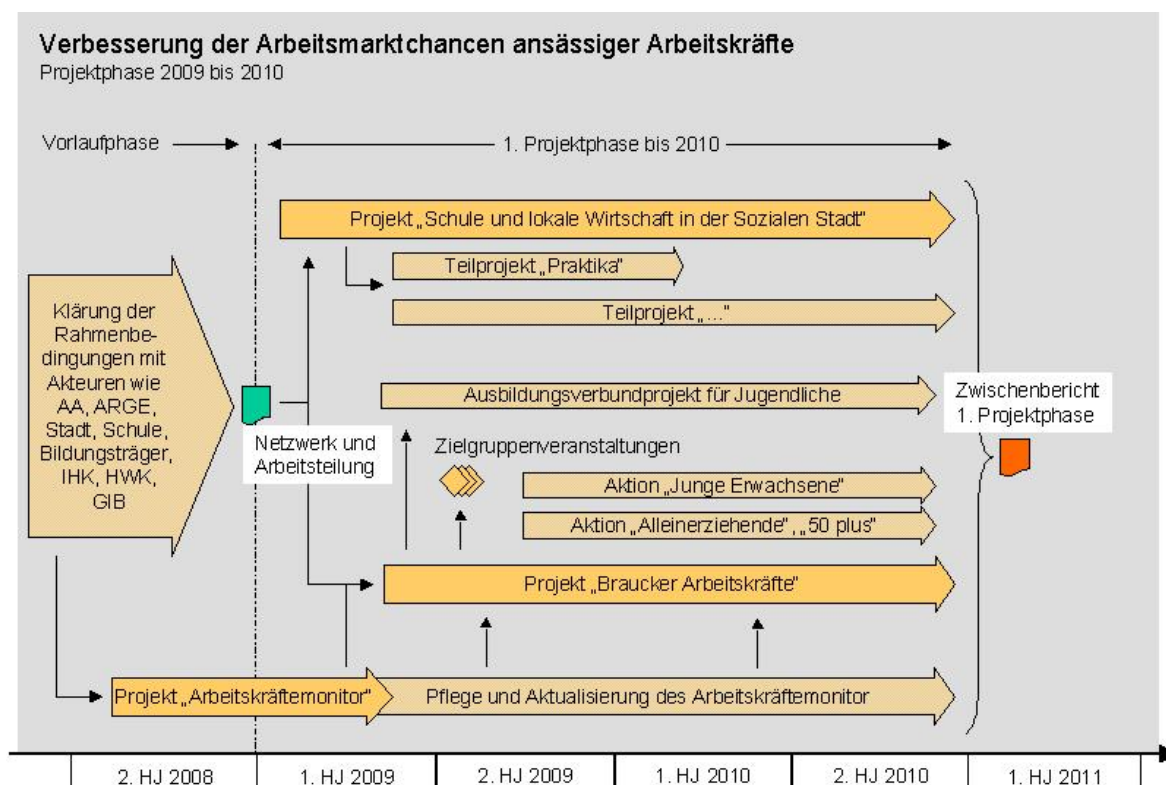 Verbesserung der Arbeitsmarktchancen ansässiger Arbeitskräfte
Projektphase 2009 bis 2010
Vorlaufphase
1. Projektphase bis 2010
Projekt „Schule und lokale Wirtschaft in der Sozialen Stadt"
Teilprojekt „Praktika"
Teilprojekt „..."
Klärung der
Rahmenbe-
dingungen mit
Akteuren wie
AA, ARGE,
Stadt, Schule,
Bildungsträger,
IHK, HWK,
GIB
Netzwerk und
Arbeitsteilung
Ausbildungsverbundprojekt für Jugendliche
Zielgruppenveranstaltungen
Aktion „Junge Erwachsene"
Aktion „Alleinerziehende", „50 plus"
Projekt „Braucker Arbeitskräfte"
Zwischenbericht
1. Projektphase
Projekt „Arbeitskräftemonitor"
Pflege und Aktualisierung des Arbeitskräftemonitor
2. HJ 2008
1. HJ 2009
2. HJ 2009
1. HJ 2010
2. HJ 2010
1. HJ 2011